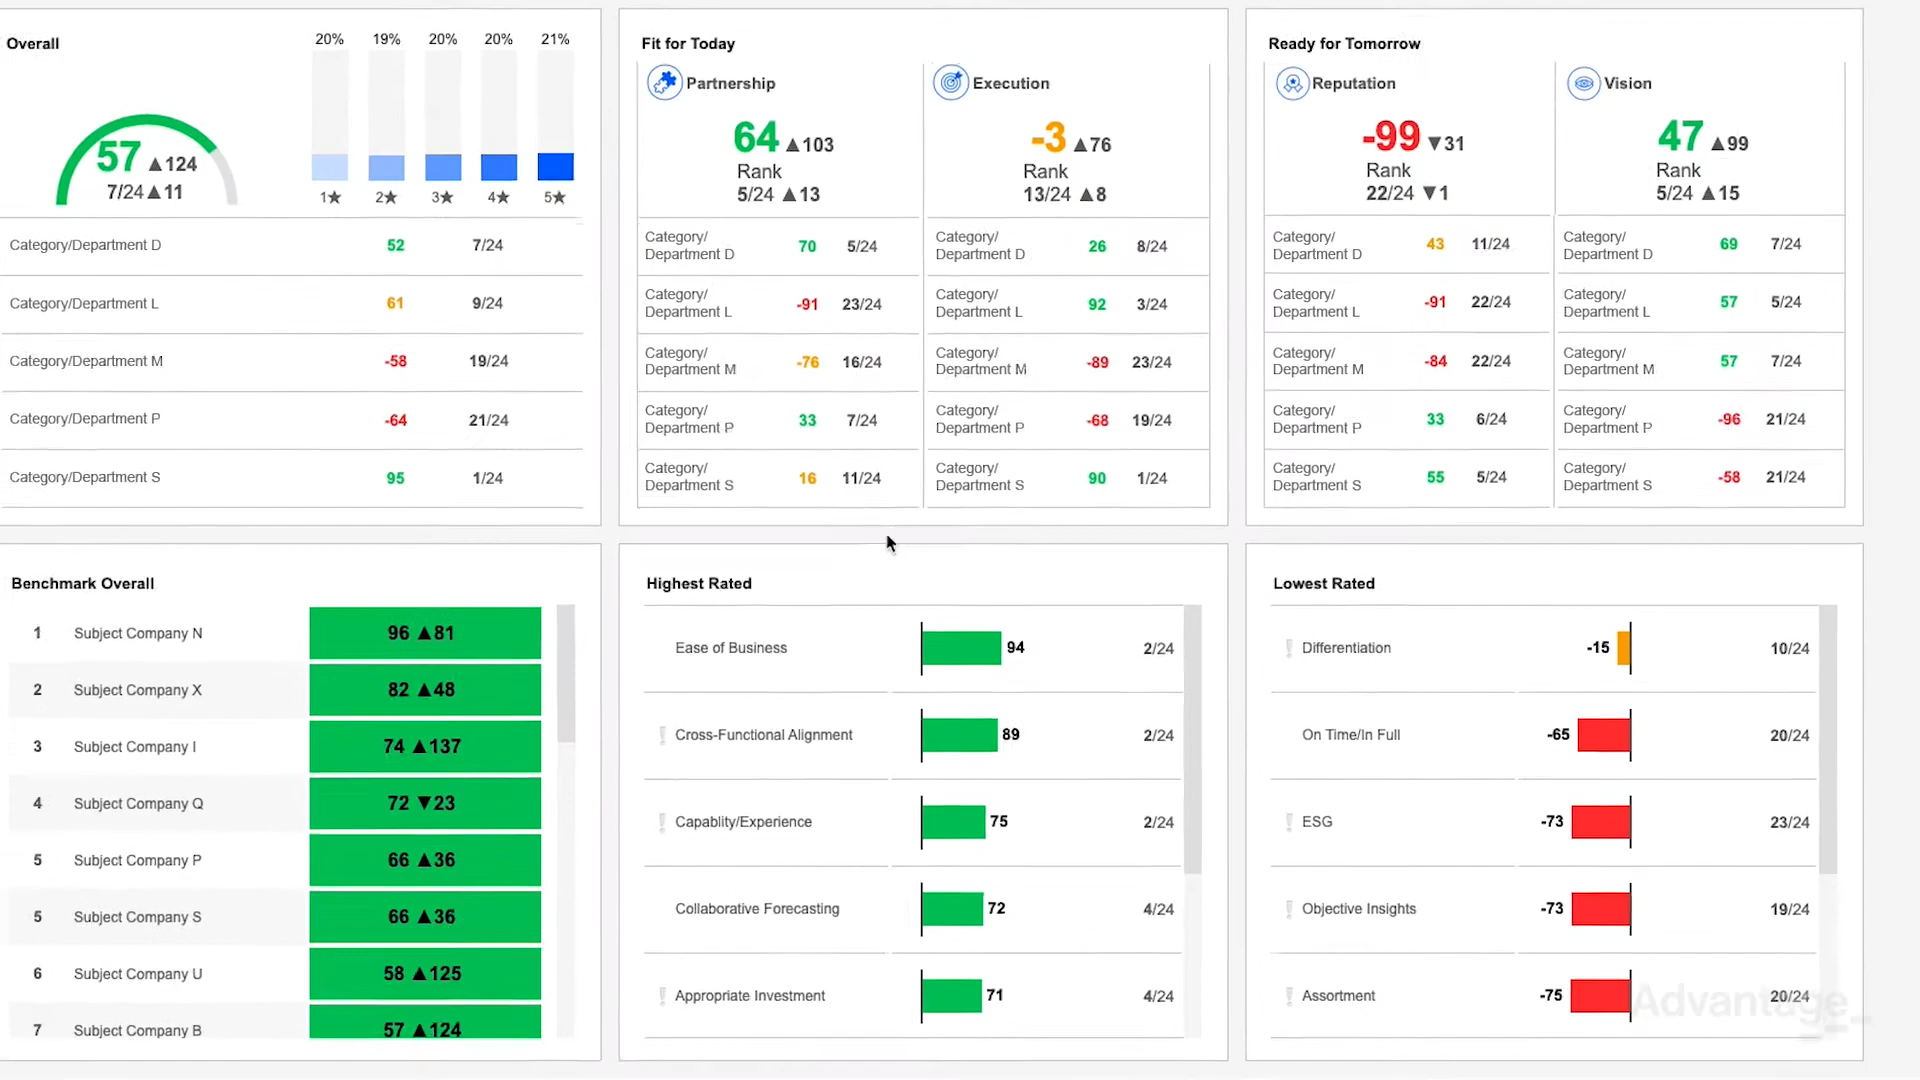 Overall
20% 19% 20% 20% 21%
57 ▲124
7/24 ▲11
1★ 2★ 3★ 4★ 5★
Category/Department D 52 7/24
Category/Department L 61 9/24
Category/Department M -58 19/24
Category/Department P -64 21/24
Category/Department S 95 1/24
Fit for Today
Partnership
64 ▲103
Rank
5/24 ▲13
Category/
Department D 70 5/24
Category/
Department L -91 23/24
Category/
Department M -76 16/24
Category/
Department P 33 7/24
Category/
Department S 16 11/24
Execution
-3 ▲76
Rank
13/24 ▲8
Category/
Department D 26 8/24
Category/
Department L 92 3/24
Category/
Department M -89 23/24
Category/
Department P -68 19/24
Category/
Department S 90 1/24
Ready for Tomorrow
Reputation
-99 ▼31
Rank
22/24 ▼1
Category/
Department D 43 11/24
Category/
Department L -91 22/24
Category/
Department M -84 22/24
Category/
Department P 33 6/24
Category/
Department S 55 5/24
Vision
47 ▲99
Rank
5/24 ▲15
Category/
Department D 69 7/24
Category/
Department L 57 5/24
Category/
Department M 57 7/24
Category/
Department P -96 21/24
Category/
Department S -58 21/24
Benchmark Overall
1 Subject Company N 96 ▲81
2 Subject Company X 82 ▲48
3 Subject Company I 74 ▲137
4 Subject Company Q 72 ▼23
5 Subject Company P 66 ▲36
5 Subject Company S 66 ▲36
6 Subject Company U 58 ▲125
7 Subject Company B 57 ▲124
Highest Rated
Ease of Business 94 2/24
! Cross-Functional Alignment 89 2/24
! Capablity/Experience 75 2/24
Collaborative Forecasting 72 4/24
! Appropriate Investment 71 4/24
Lowest Rated
! Differentiation -15 10/24
On Time/In Full -65 20/24
! ESG -73 23/24
! Objective Insights -73 19/24
! Assortment -75 20/24
Advantage_